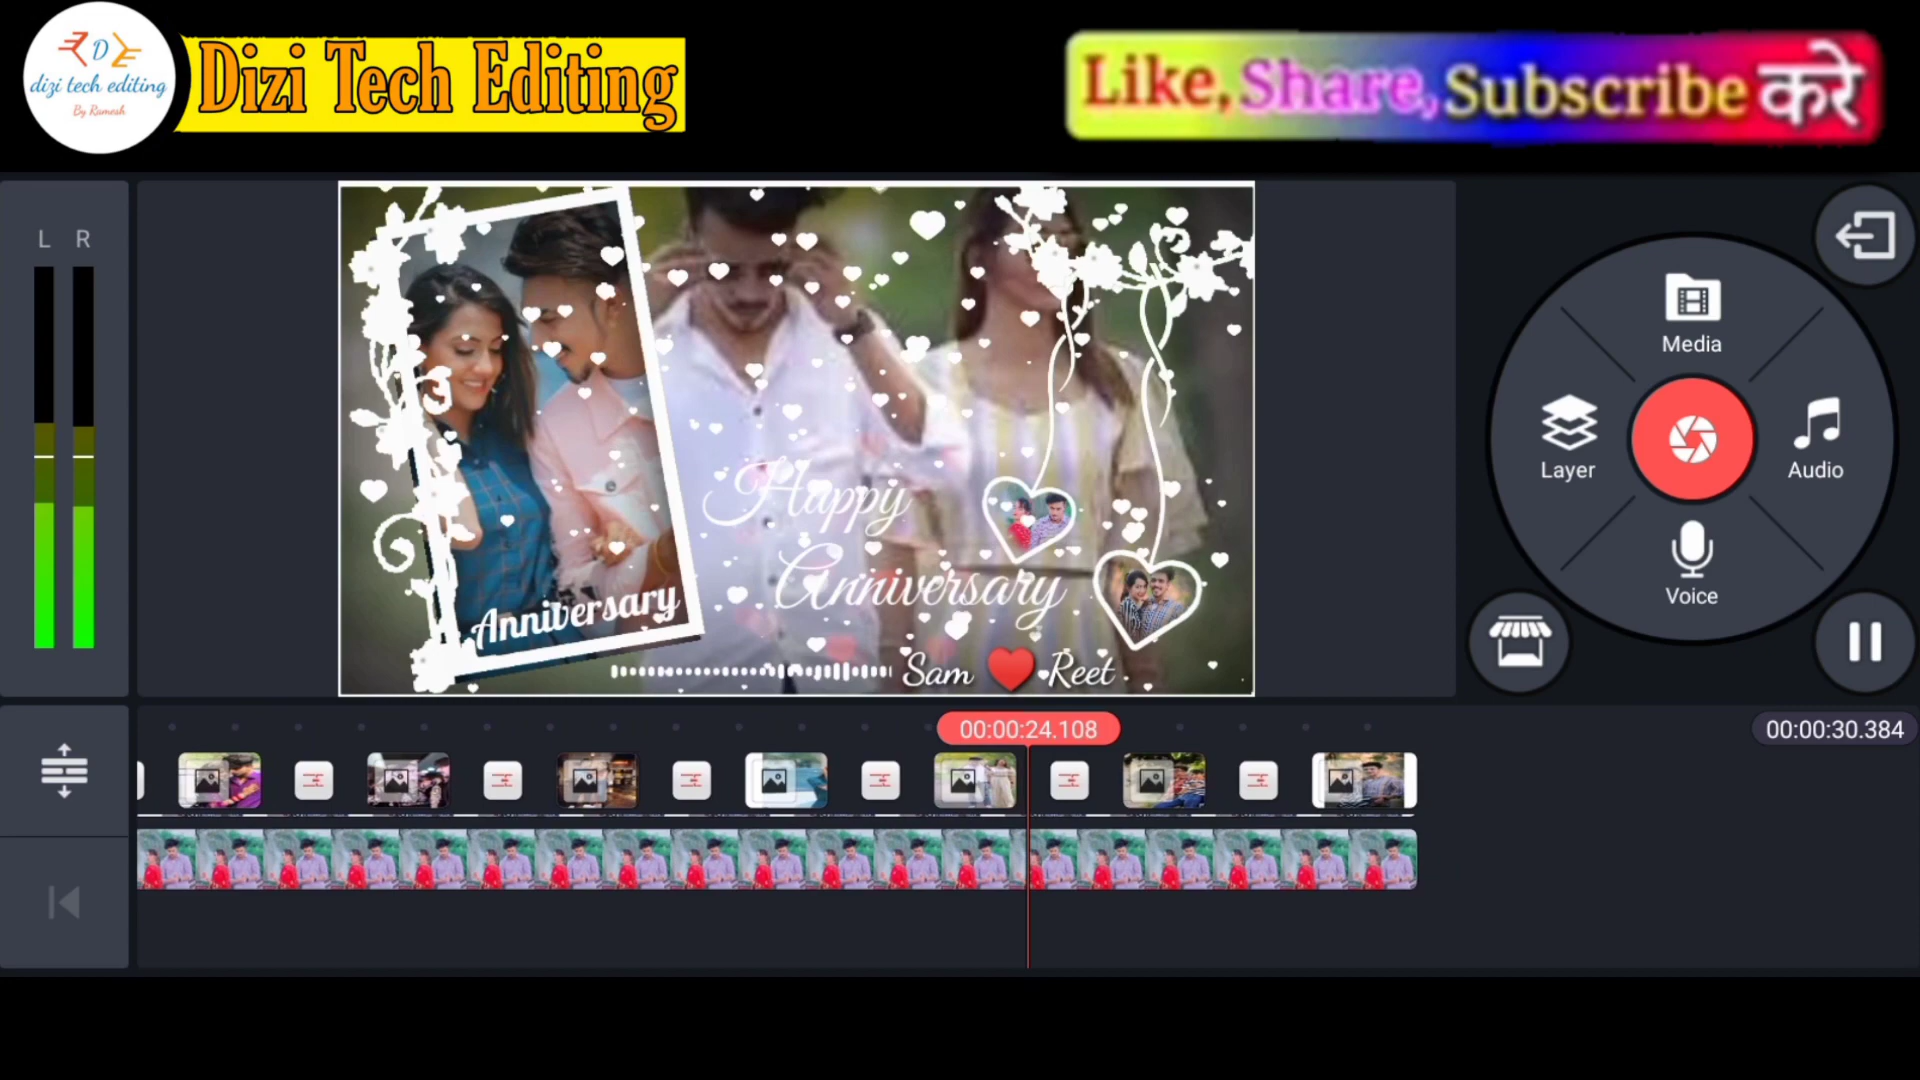 D
dizi tech editing
By Ramesh
Dizi Tech Editing
Like, Share, Subscribe करे
L R
Happy
Anniversary
Anniversary
Sam ❤️ Reet
Media
Layer
Audio
Voice
00:00:24.108
00:00:30.384